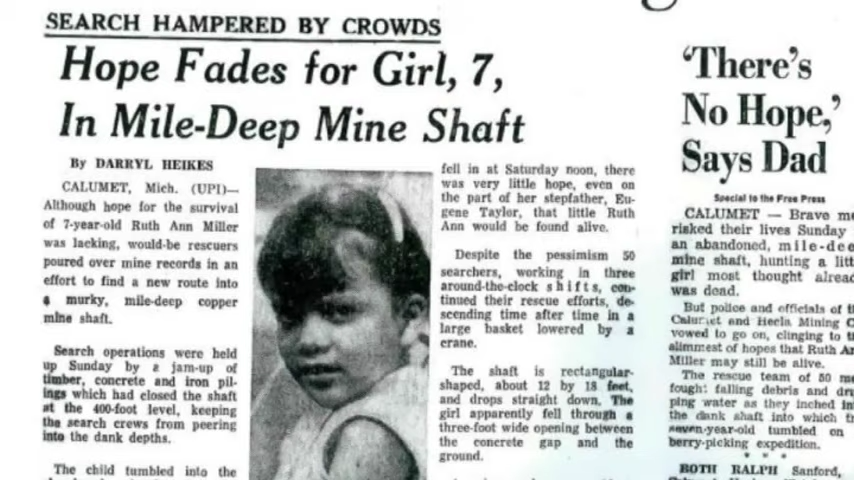 SEARCH HAMPERED BY CROWDS
Hope Fades for Girl, 7,
In Mile-Deep Mine Shaft
By DARRYL HEIKES
CALUMET, Mich. (UPI)—
Although hope for the survival
of 7-year-old Ruth Ann Miller
was lacking, would-be rescuers
poured over mine records in an
effort to find a new route into
a murky, mile-deep copper
mine shaft.
Search operations were held
up Sunday by a jam-up of
timber, concrete and iron pil-
ings which had closed the shaft
at the 400-foot level, keeping
the search crews from peering
into the dank depths.
The child tumbled into the
fell in at Saturday noon, there
was very little hope, even on
the part of her stepfather, Eu-
gene Taylor, that little Ruth
Ann would be found alive.
Despite the pessimism 50
searchers, working in three
around-the-clock shifts, con-
tinued their rescue efforts, de-
scending time after time in a
large basket lowered by a
crane.
The shaft is rectangular-
shaped, about 12 by 18 feet,
and drops straight down. The
girl apparently fell through a
three-foot wide opening between
the concrete gap and the
ground.
'There's
No Hope,'
Says Dad
Special to the Free Press
CALUMET — Brave me
risked their lives Sunday
an abandoned, mile-dee
mine shaft, hunting a litt
girl most thought alread
was dead.
But police and officials of t
Calumet and Hecla Mining C
vowed to go on, clinging to t
slimmest of hopes that Ruth A
Miller may still be alive.
The rescue team of 50 me
fought falling debris and dri
ping water as they inched in
the dank shaft into which t
seven-year-old tumbled on
berry-picking expedition.
* * *
BOTH RALPH Sanford,